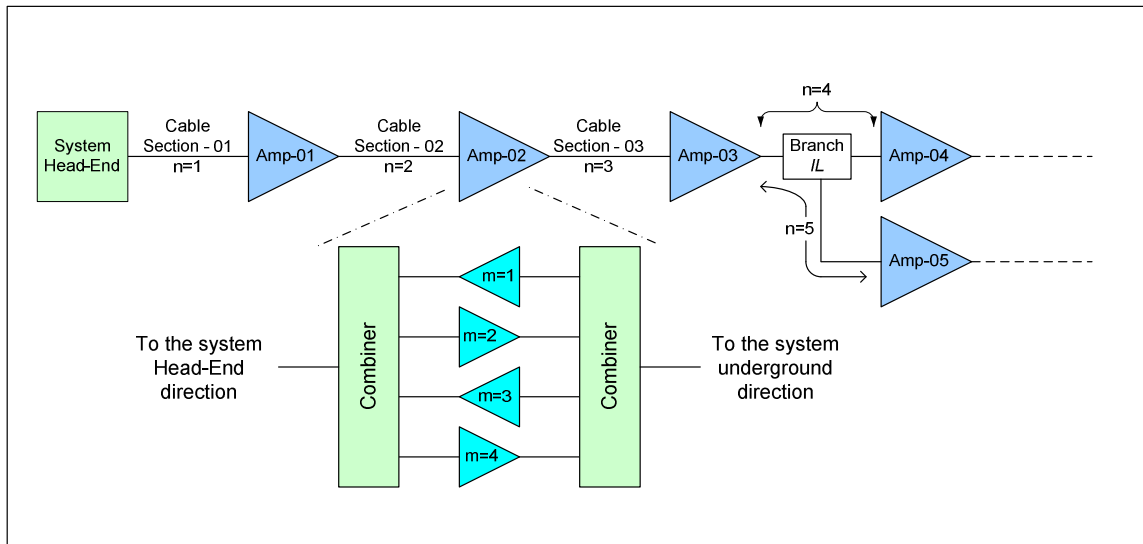 n=4
System
Head-End
Cable
Section - 01
n=1
Amp-01
Cable
Section - 02
n=2
Amp-02
Cable
Section - 03
n=3
Amp-03
Branch
IL
Amp-04
n=5
Amp-05
To the system
Head-End
direction
Combiner
m=1
m=2
m=3
m=4
Combiner
To the system
underground
direction